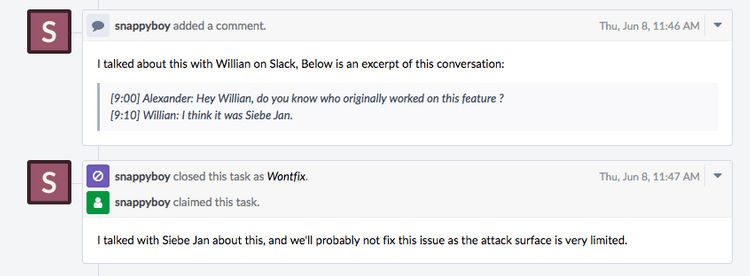 S
snappyboy added a comment.
Thu, Jun 8, 11:46 AM
I talked about this with Willian on Slack, Below is an excerpt of this conversation:
[9:00] Alexander: Hey Willian, do you know who originally worked on this feature ?
[9:10] Willian: I think it was Siebe Jan.
S
snappyboy closed this task as Wontfix.
Thu, Jun 8, 11:47 AM
snappyboy claimed this task.
I talked with Siebe Jan about this, and we'll probably not fix this issue as the attack surface is very limited.